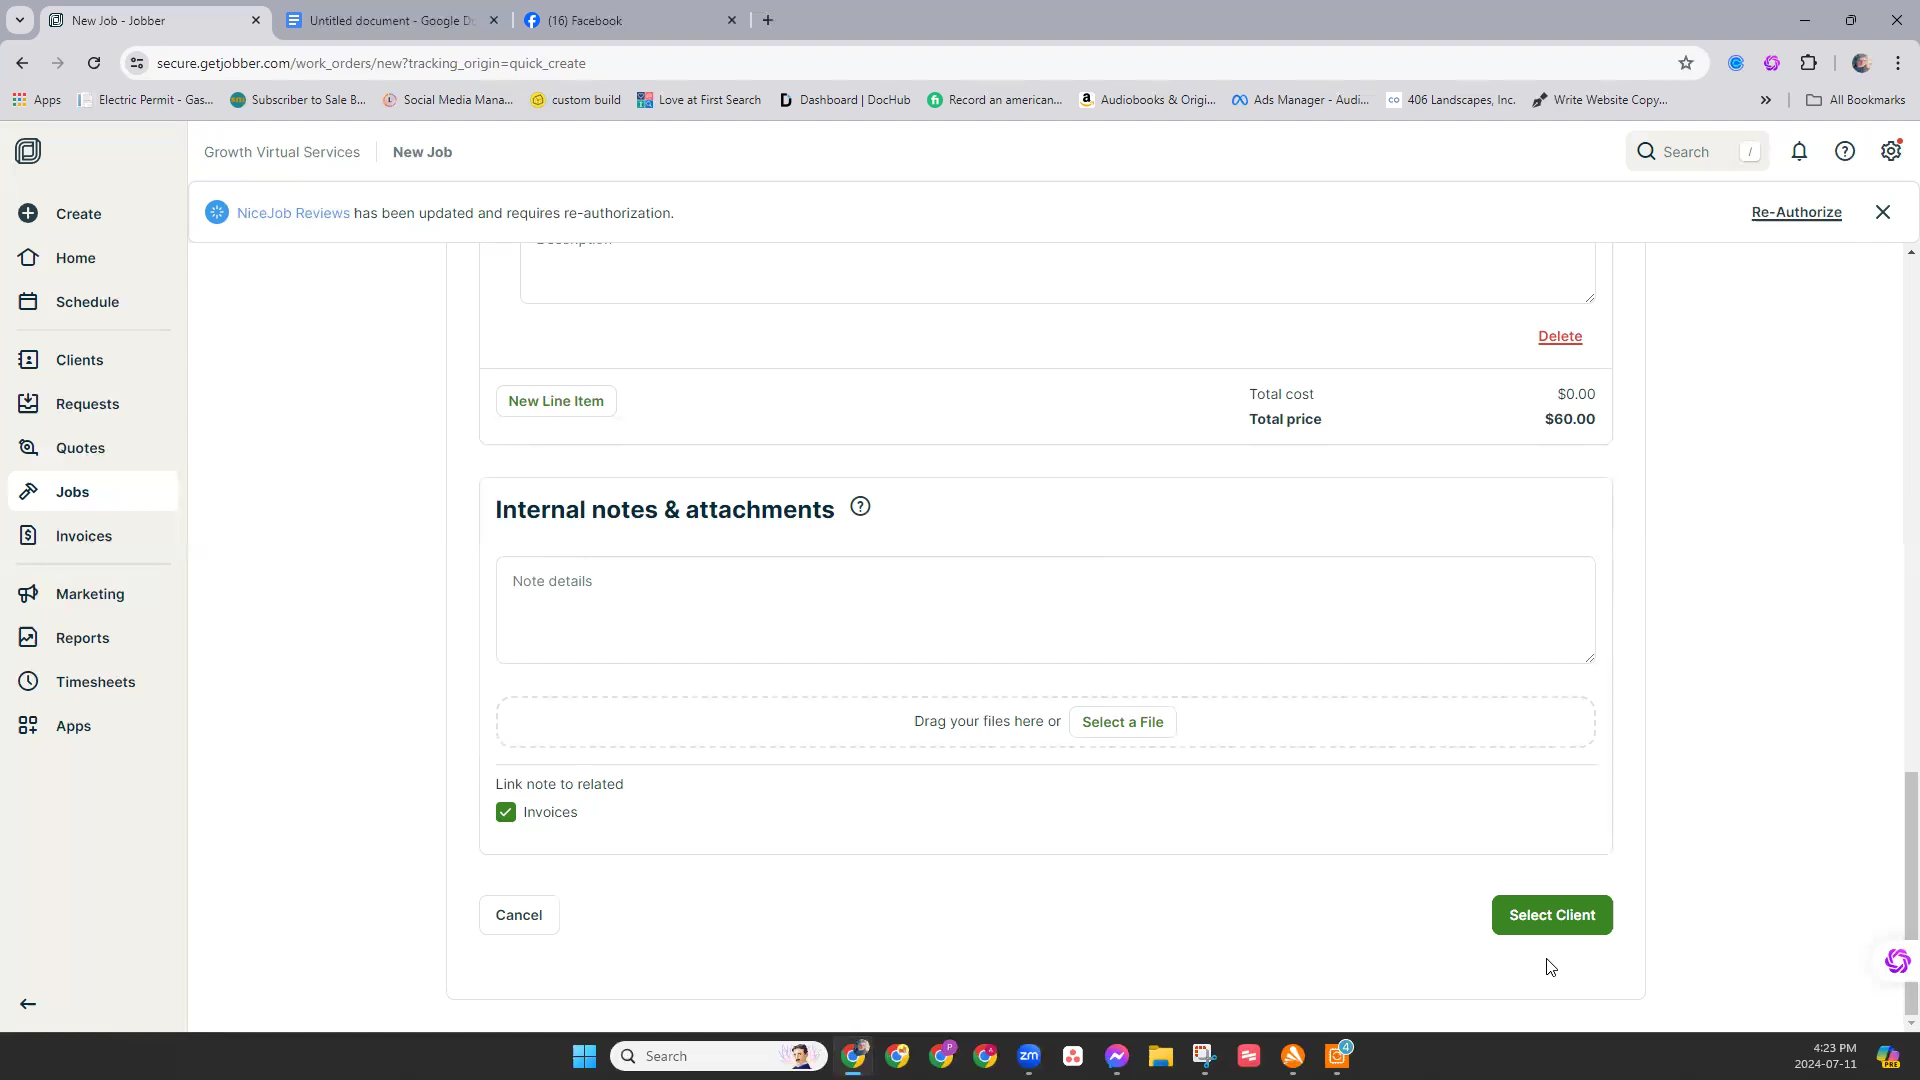 New Job - Jobber
Untitled document - Google D
(16) Facebook
secure.getjobber.com/work_orders/new?tracking_origin=quick_create
Apps
Electric Permit - Gas...
Subscriber to Sale B...
Social Media Mana...
custom build
Love at First Search
Dashboard | DocHub
Record an american...
Audiobooks & Origi...
Ads Manager - Audi...
406 Landscapes, Inc.
Write Website Copy...
All Bookmarks
Growth Virtual Services
New Job
Search /
NiceJob Reviews has been updated and requires re-authorization.
Re-Authorize
Create
Home
Schedule
Clients
Requests
Quotes
Jobs
Invoices
Marketing
Reports
Timesheets
Apps
Delete
New Line Item
Total cost $0.00
Total price $60.00
Internal notes & attachments
Note details
Drag your files here or Select a File
Link note to related
Invoices
Cancel
Select Client
Search
zm
4
4:23 PM
2024-07-11
PRE